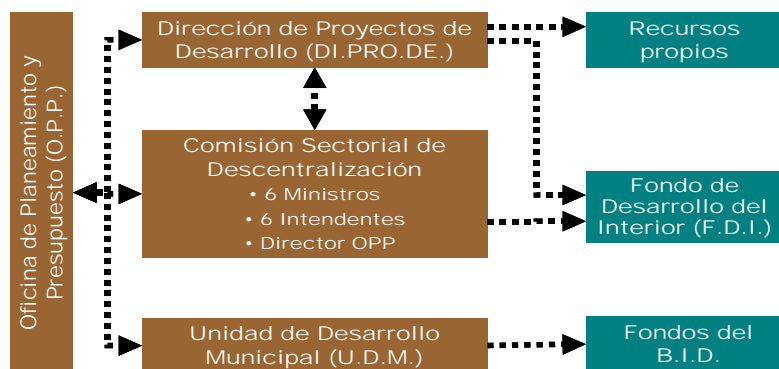 Oficina de Planeamiento y
Presupuesto (O.P.P.)
Dirección de Proyectos de
Desarrollo (DI.PRO.DE.)
Recursos
propios
Comisión Sectorial de
Descentralización
• 6 Ministros
• 6 Intendentes
• Director OPP
Fondo de
Desarrollo del
Interior (F.D.I.)
Unidad de Desarrollo
Municipal (U.D.M.)
Fondos del
B.I.D.